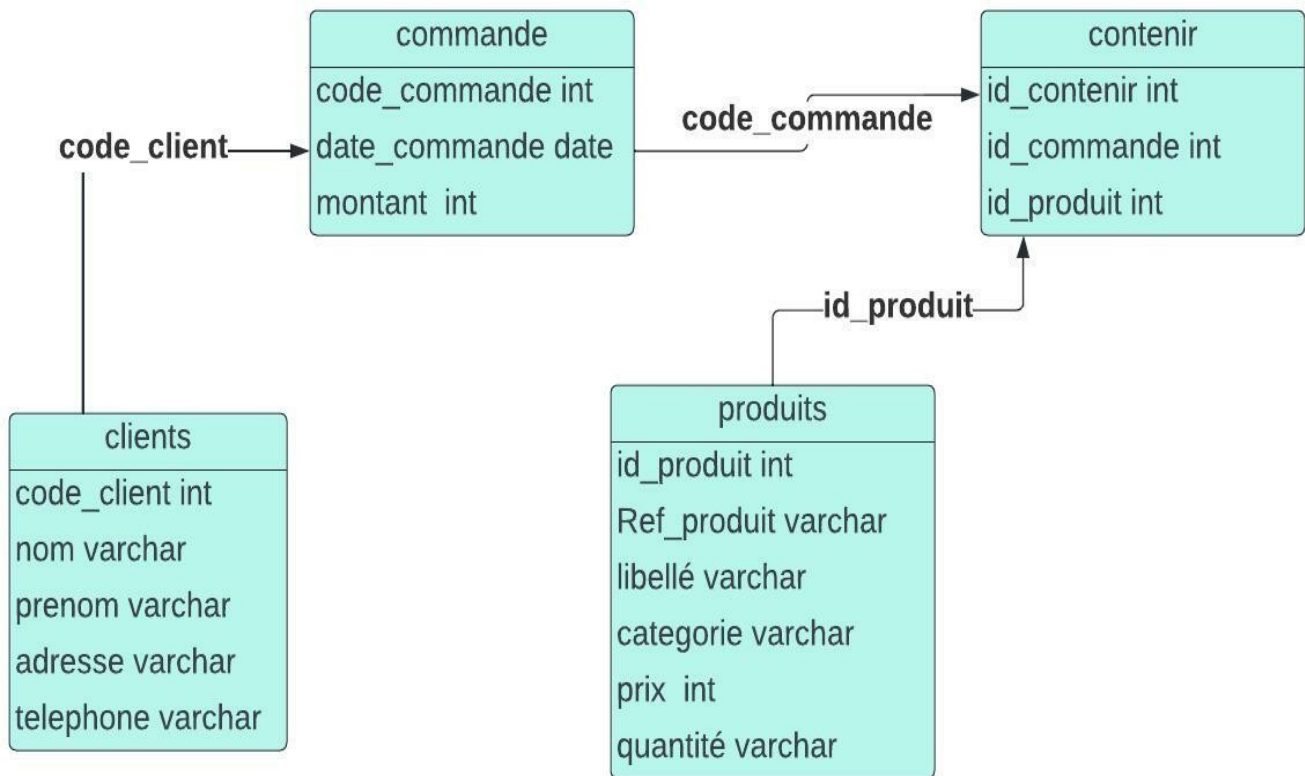 commande
code_commande int
date_commande date
montant  int
contenir
id_contenir int
id_commande int
id_produit int
code_client
code_commande
id_produit
clients
code_client int
nom varchar
prenom varchar
adresse varchar
telephone varchar
produits
id_produit int
Ref_produit varchar
libellé varchar
categorie varchar
prix  int
quantité varchar